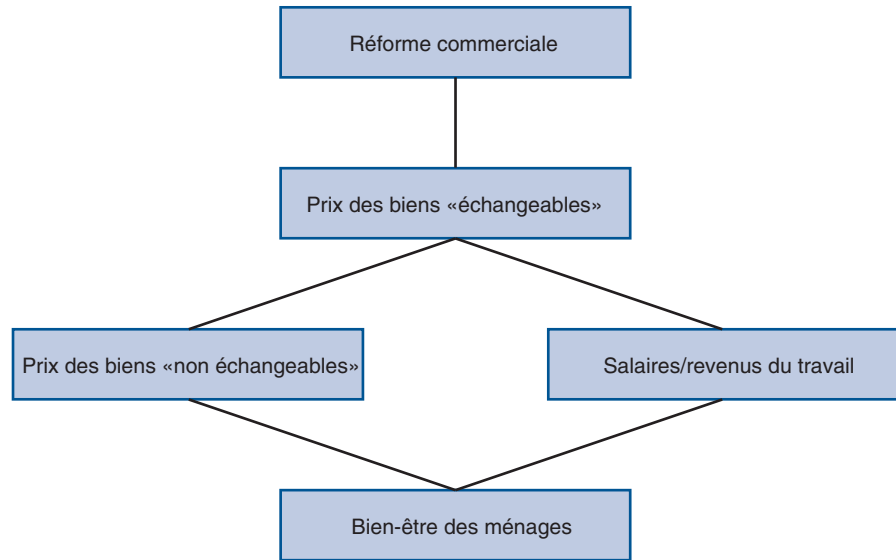 Réforme commerciale
Prix des biens «échangeables»
Prix des biens «non échangeables»
Salaires/revenus du travail
Bien-être des ménages